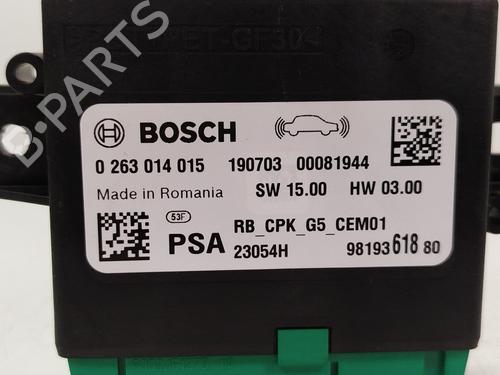 B-PARTS
BOSCH
0 263 014 015 190703 00081944
Made in Romania SW 15.00 HW 03.00
53F
PSA
RB_CPK_G5_CEM01
23054H 98193618 80